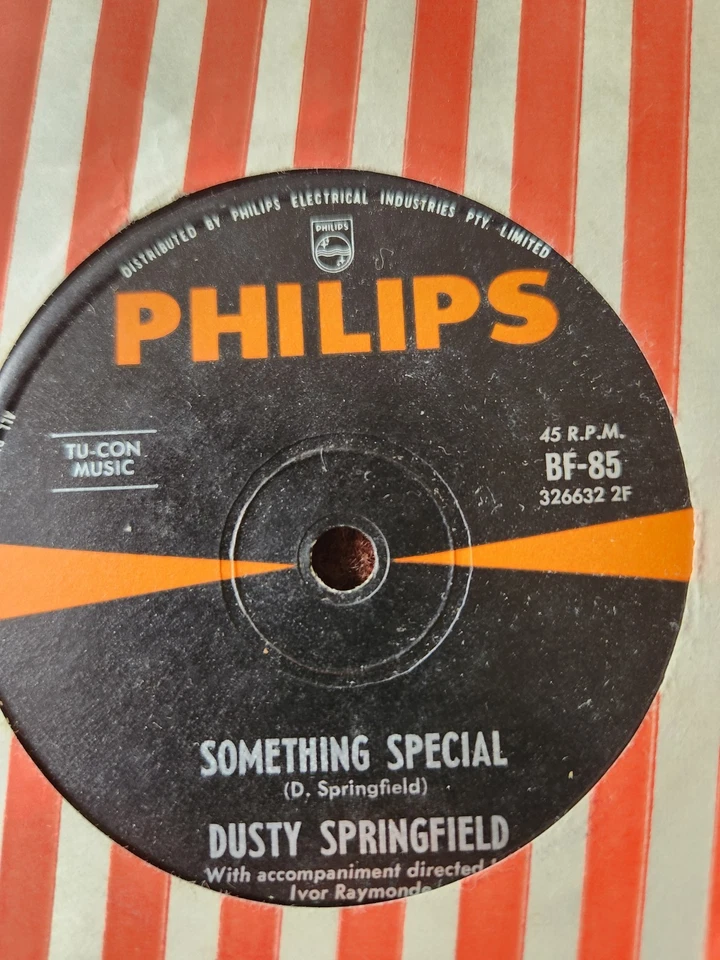 DISTRIBUTED BY PHILIPS ELECTRICAL INDUSTRIES PTY. LIMITED
PHILIPS
PHILIPS
TU-CON
MUSIC
45 R.P.M.
BF-85
326632 2F
SOMETHING SPECIAL
(D. Springfield)
DUSTY SPRINGFIELD
With accompaniment directed
Ivor Raymonde
ALL